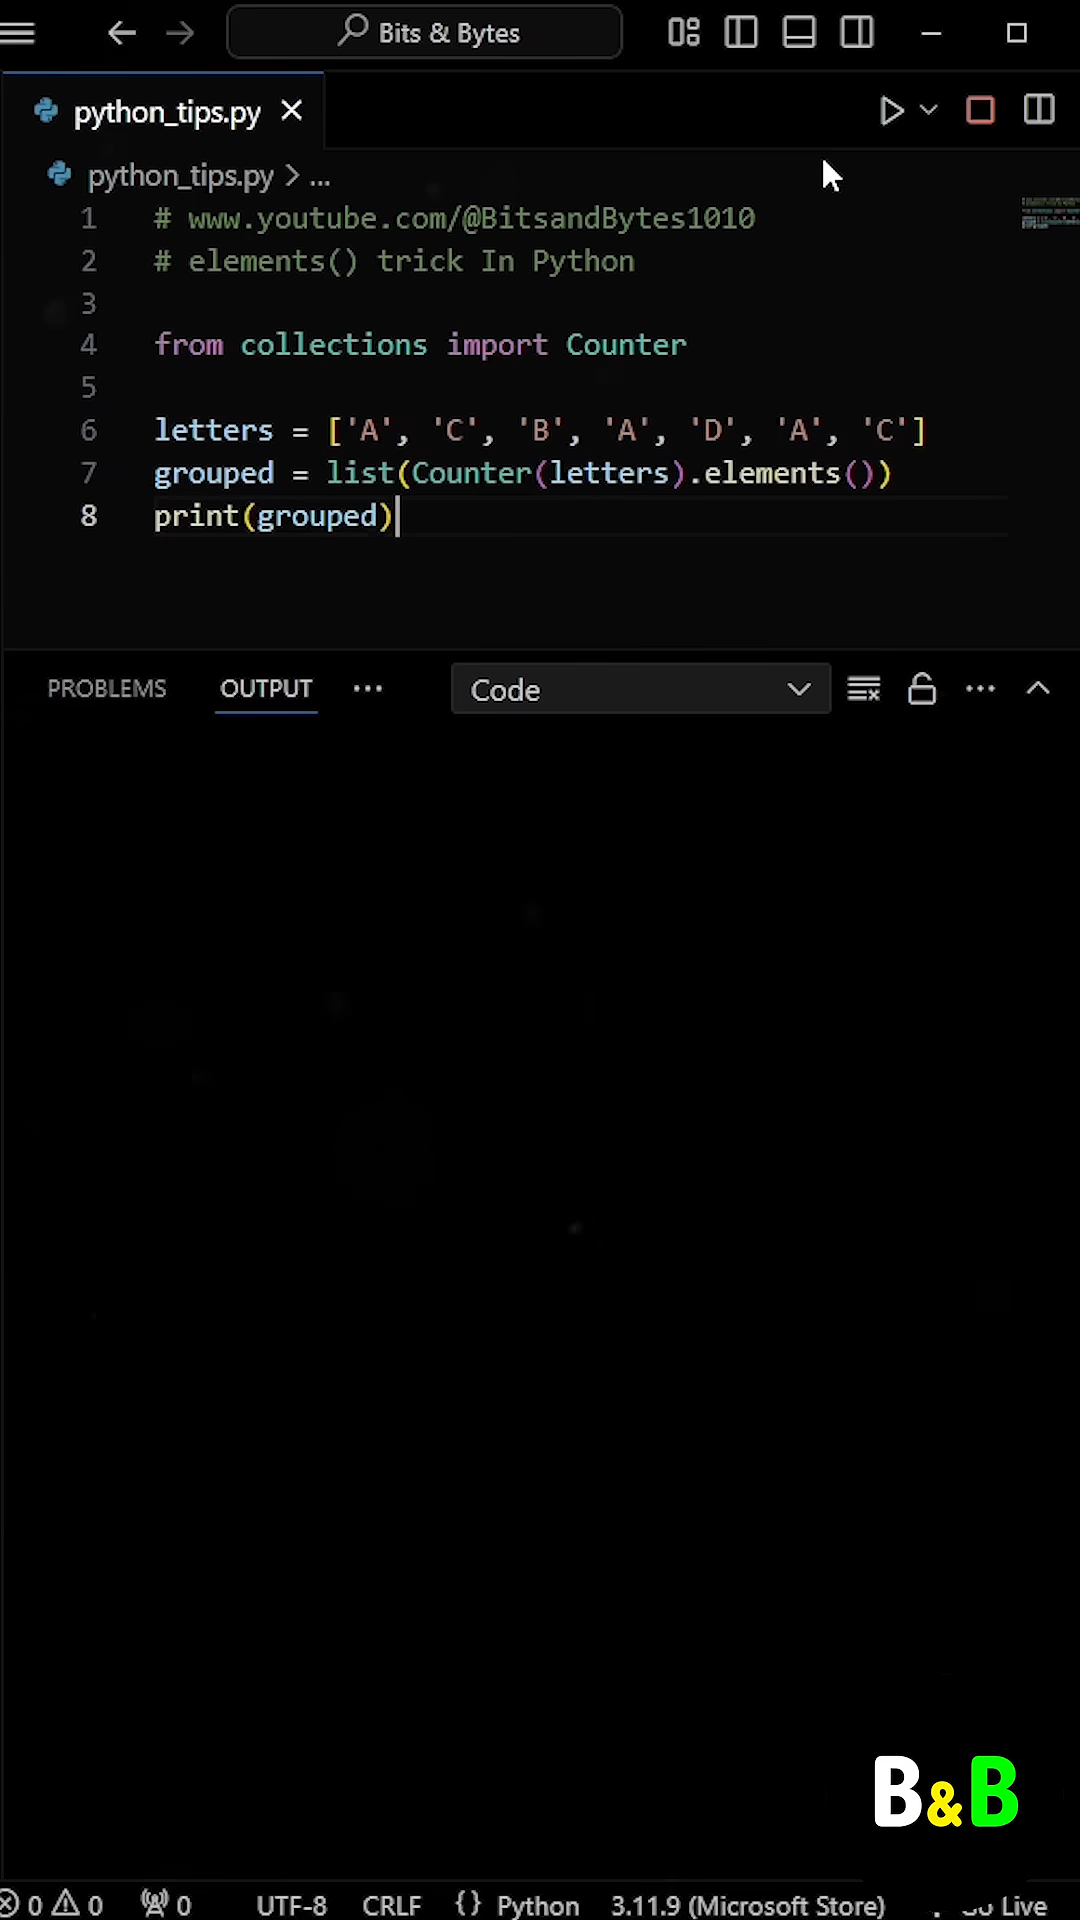 Bits & Bytes
python_tips.py
python_tips.py > ...
1 # www.youtube.com/@BitsandBytes1010
2 # elements() trick In Python
3
4 from collections import Counter
5
6 letters = ['A', 'C', 'B', 'A', 'D', 'A', 'C']
7 grouped = list(Counter(letters).elements())
8 print(grouped)
PROBLEMS OUTPUT ... Code
B&B
0 0 0 UTF-8 CRLF {} Python 3.11.9 (Microsoft Store) Live